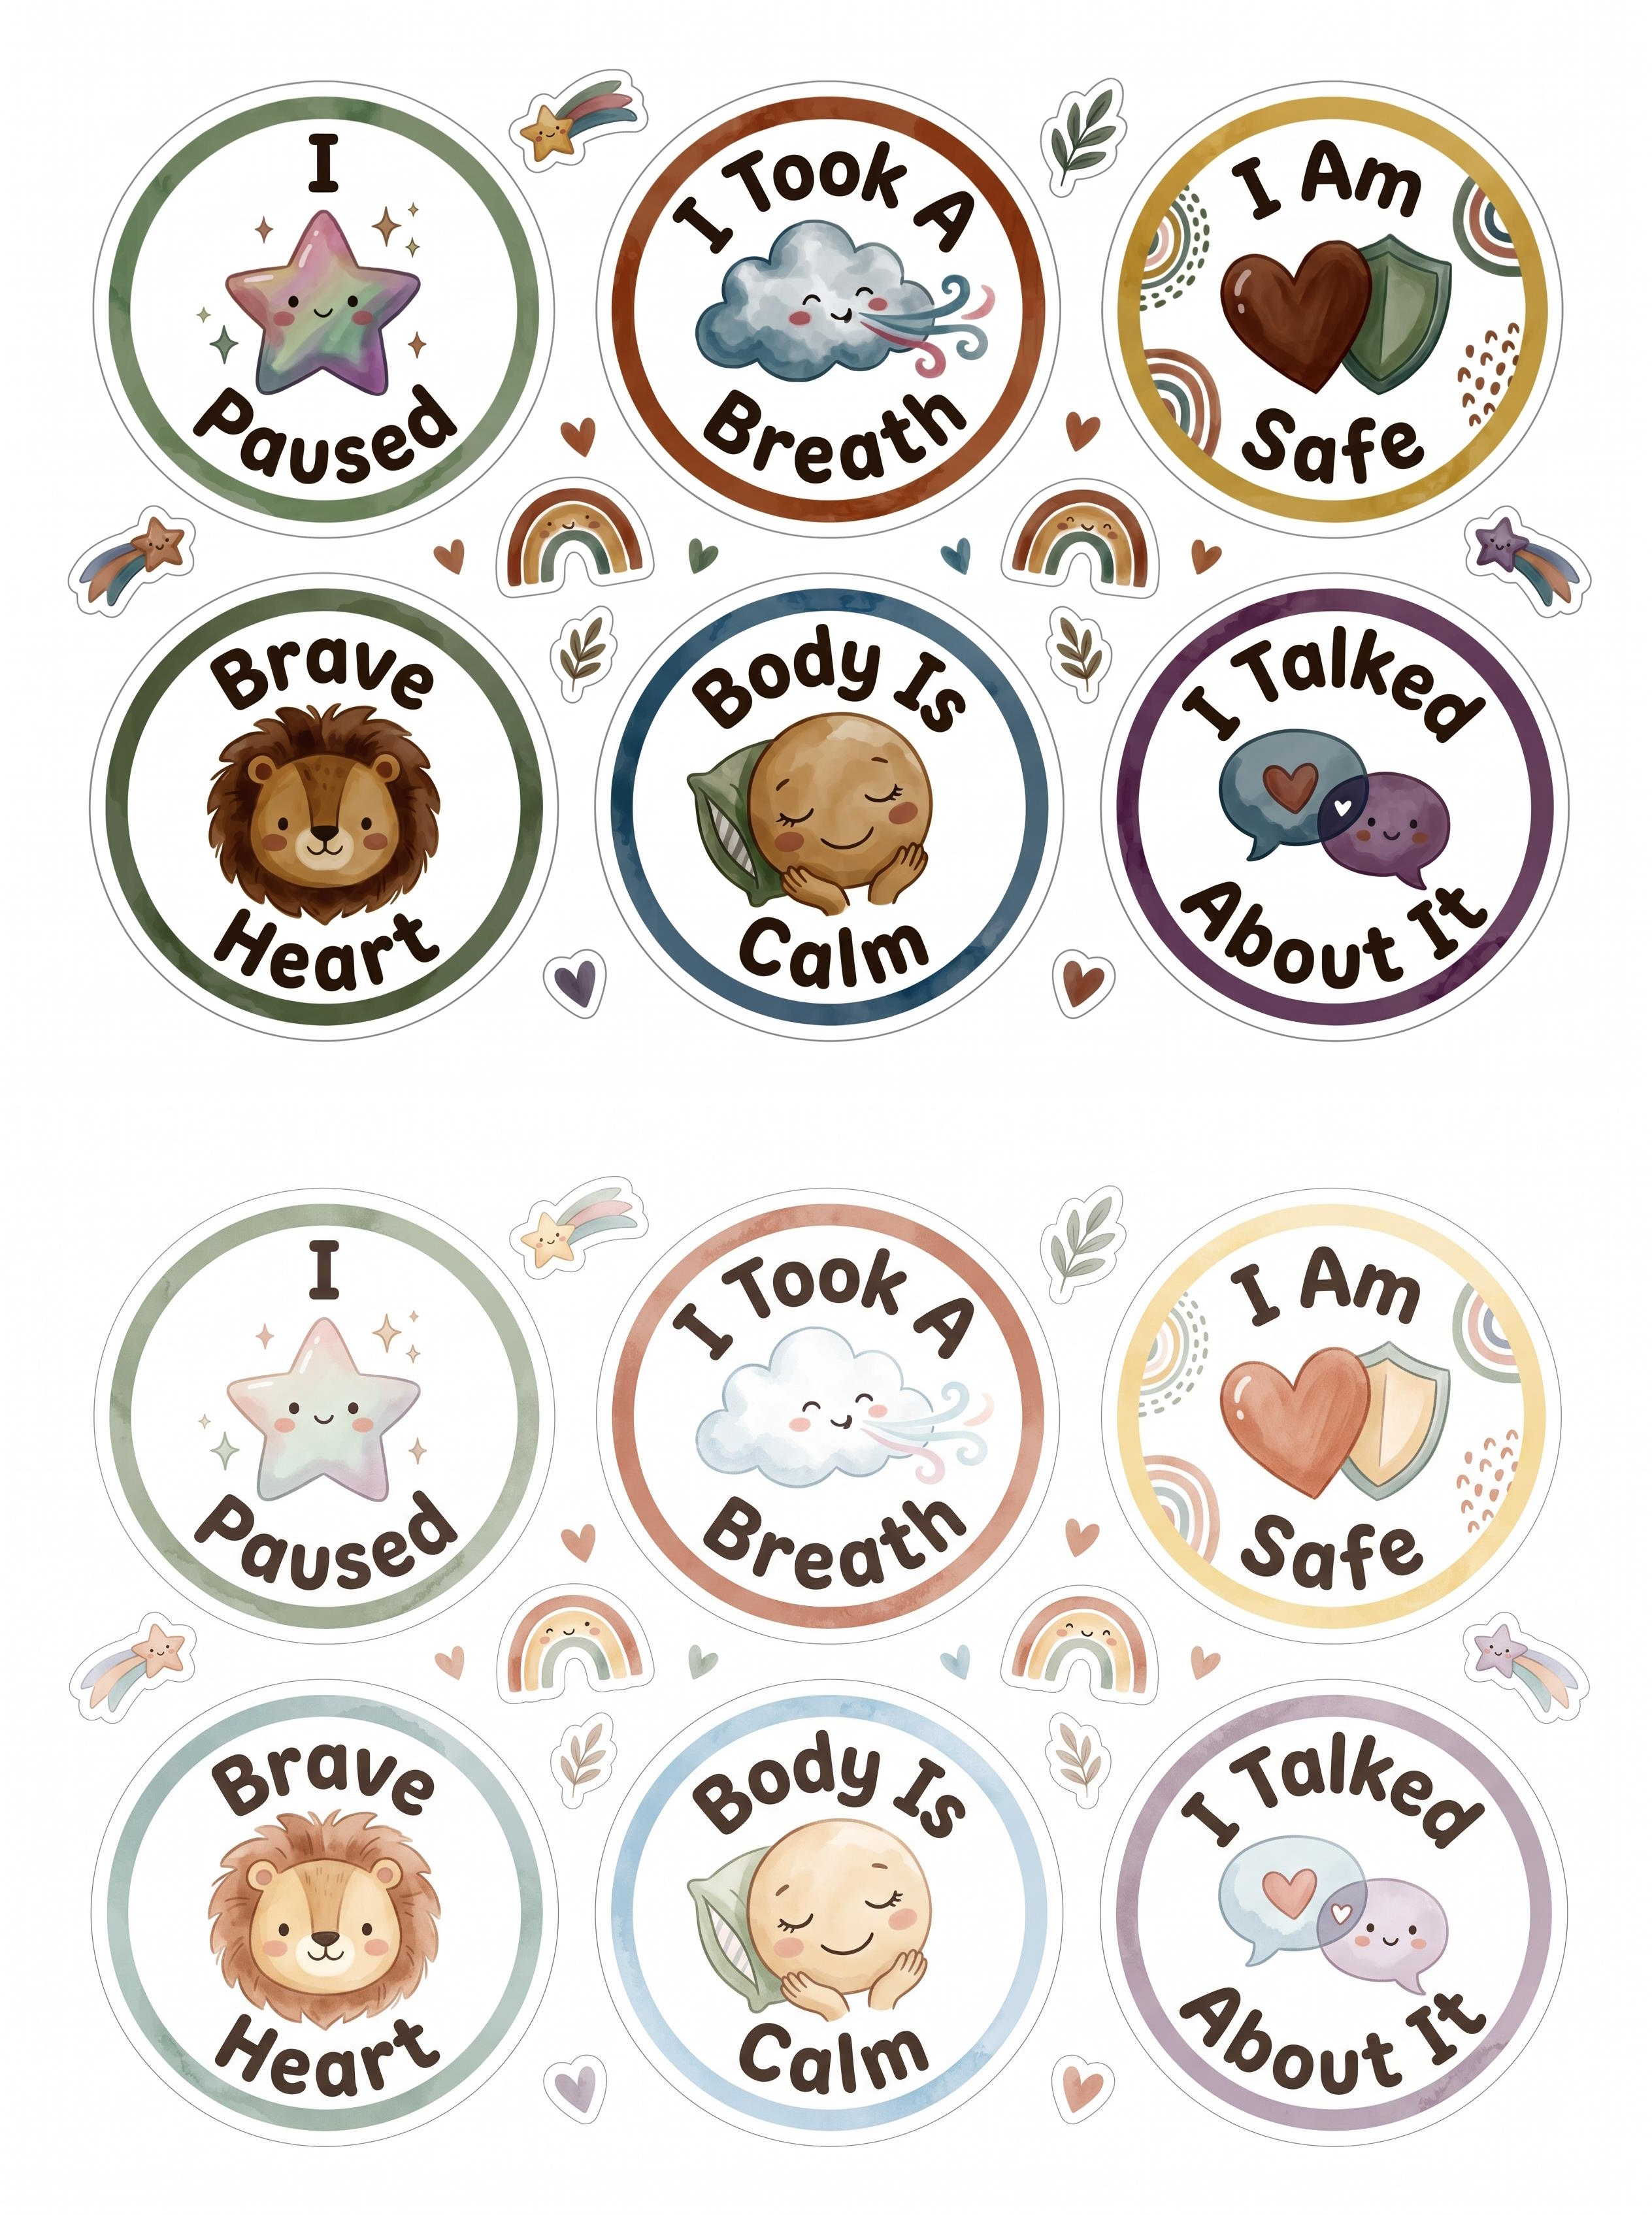 I
Paused
I Took A
Breath
I Am
Safe
Brave
Heart
Body Is
Calm
I Talked
About It
I
Paused
I Took A
Breath
I Am
Safe
Brave
Heart
Body Is
Calm
I Talked
About It